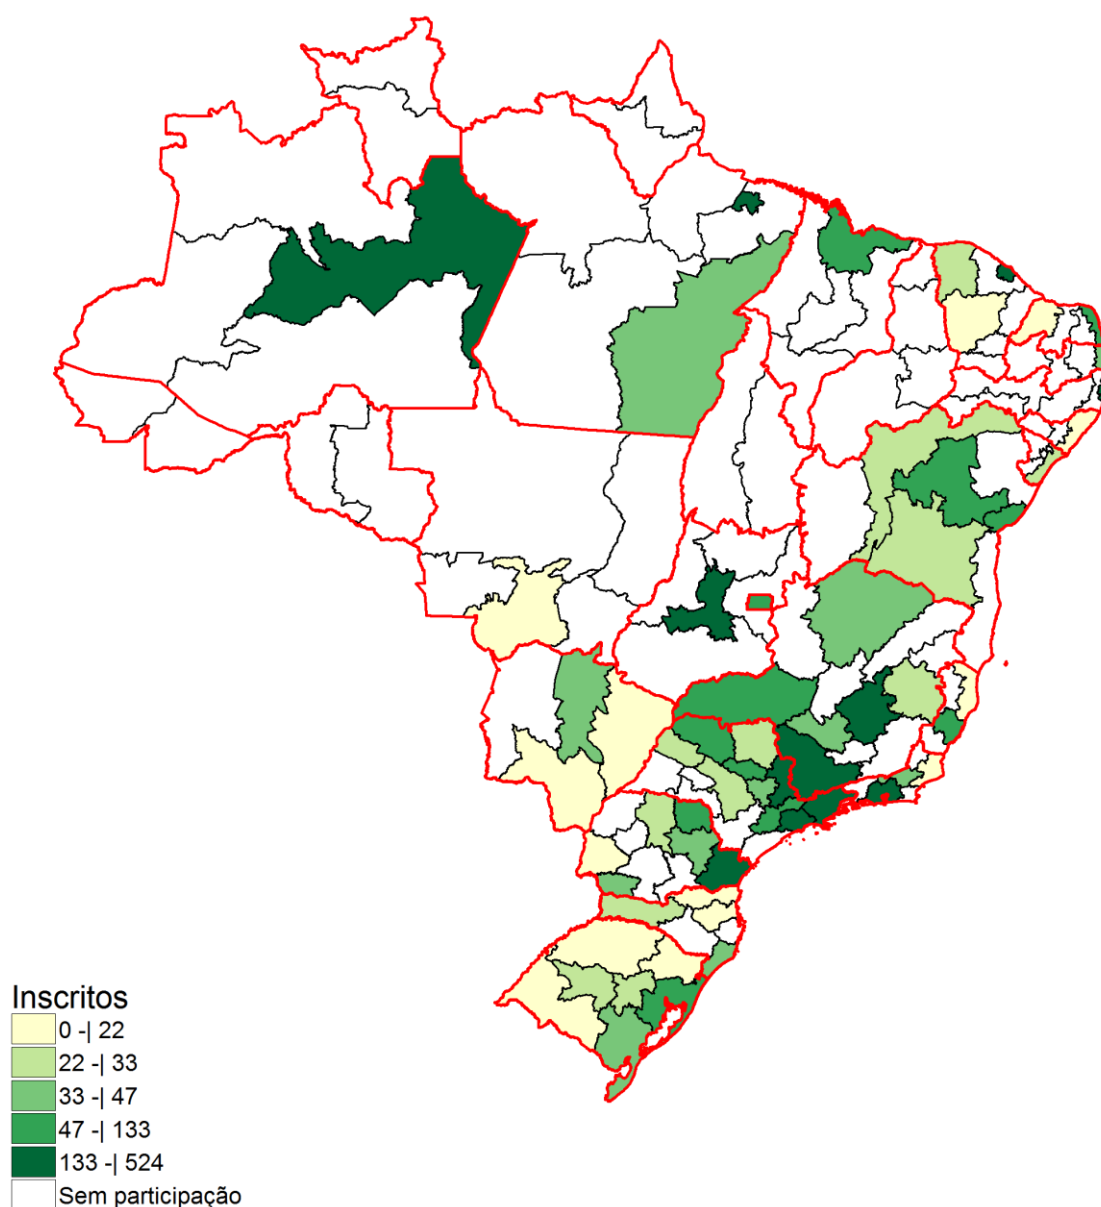 Inscritos
0 -| 22
22 -| 33
33 -| 47
47 -| 133
133 -| 524
Sem participação